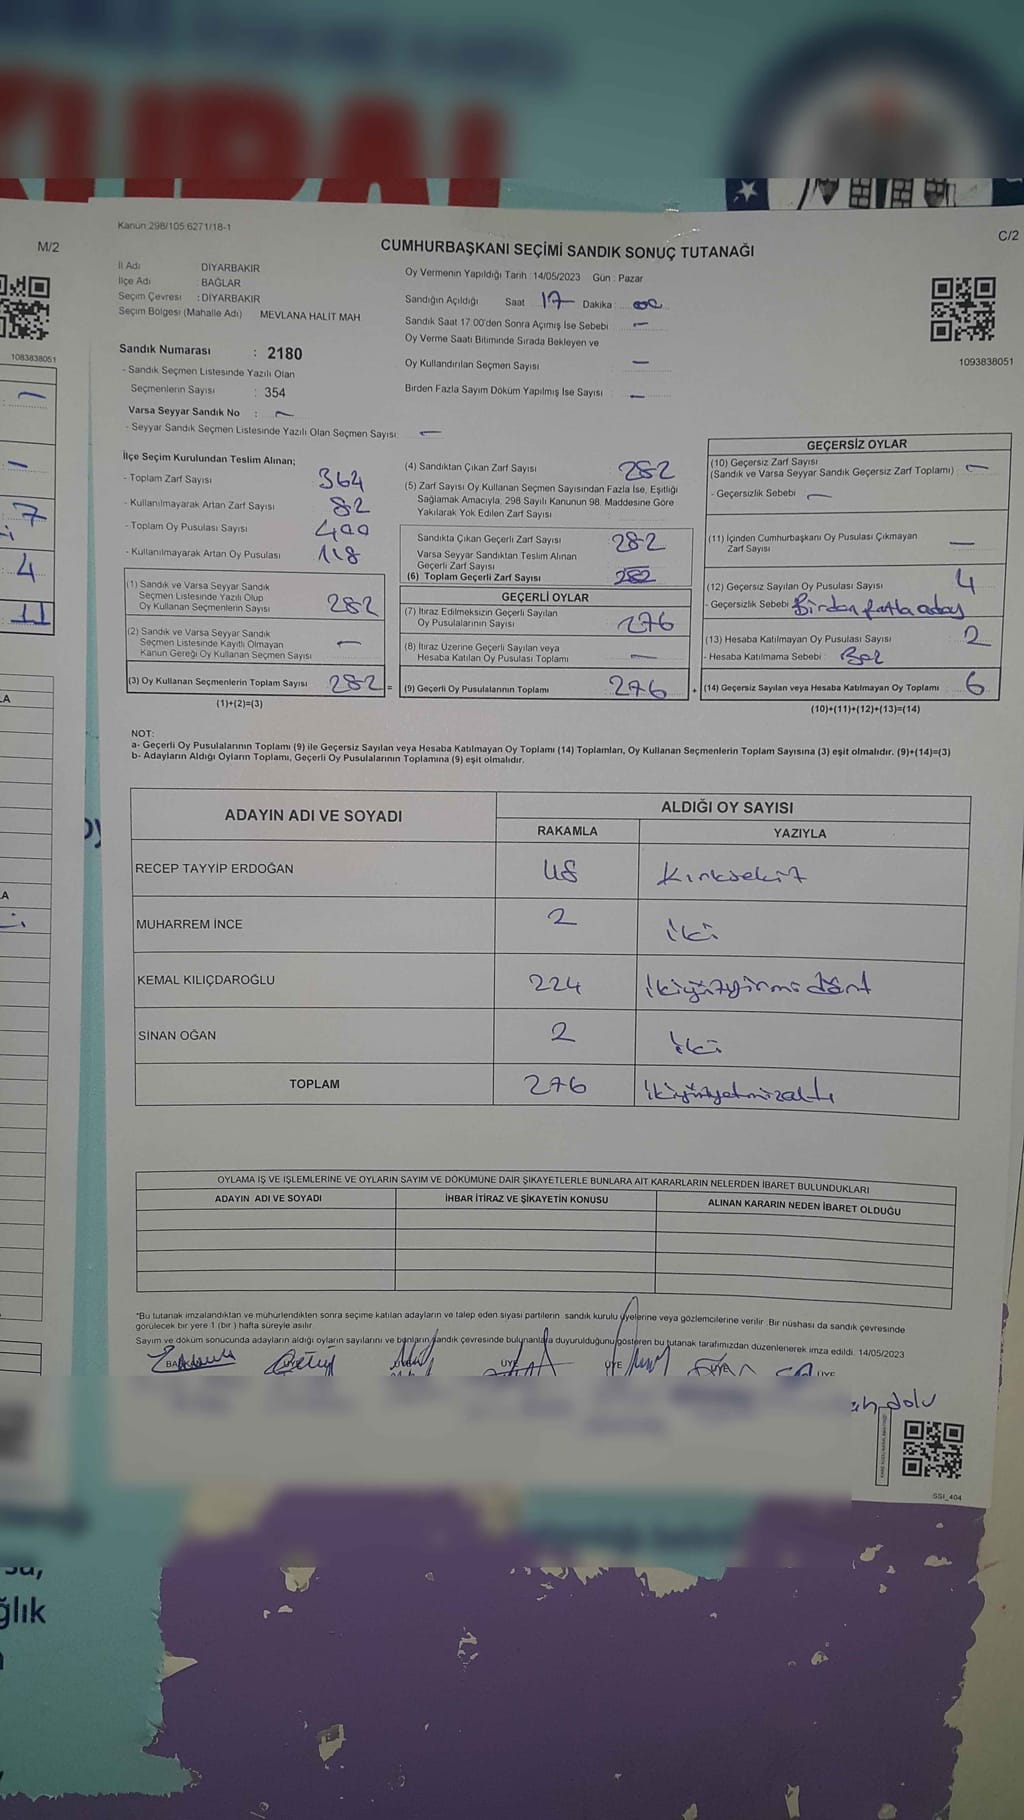 Kanun 298/105 6271/18-1
M/2
C/2
CUMHURBAŞKANI SEÇİMİ SANDIK SONUÇ TUTANAĞI
İl Adı DİYARBAKIR
İlçe Adı : BAĞLAR
Seçim Çevresi : DİYARBAKIR
Seçim Bölgesi (Mahalle Adı) MEVLANA HALİT MAH
Sandık Numarası : 2180
- Sandık Seçmen Listesinde Yazılı Olan
Seçmenlerin Sayısı : 354
Varsa Seyyar Sandık No : —
- Seyyar Sandık Seçmen Listesinde Yazılı Olan Seçmen Sayısı: —
Oy Vermenin Yapıldığı Tarih : 14/05/2023 Gün : Pazar
Sandığın Açıldığı Saat 17 Dakika : 00
Sandık Saat 17:00'den Sonra Açımış İse Sebebi —
Oy Verme Saati Bitiminde Sırada Bekleyen ve
Oy Kullandırılan Seçmen Sayısı —
Birden Fazla Sayım Döküm Yapılmış İse Sayısı —
1083838051
1093838051
İlçe Seçim Kurulundan Teslim Alınan;
- Toplam Zarf Sayısı 364
- Kullanılmayarak Artan Zarf Sayısı 82
- Toplam Oy Pusulası Sayısı 400
- Kullanılmayarak Artan Oy Pusulası 118
(1) Sandık ve Varsa Seyyar Sandık
Seçmen Listesinde Yazılı Olup
Oy Kullanan Seçmenlerin Sayısı 282
(2) Sandık ve Varsa Seyyar Sandık
Seçmen Listesinde Kayıtlı Olmayan
Kanun Gereği Oy Kullanan Seçmen Sayısı —
(3) Oy Kullanan Seçmenlerin Toplam Sayısı 282 =
(1)+(2)=(3)
(4) Sandıktan Çıkan Zarf Sayısı 282
(5) Zarf Sayısı Oy Kullanan Seçmen Sayısından Fazla İse, Eşitliği
Sağlamak Amacıyla; 298 Sayılı Kanunun 98. Maddesine Göre
Yakılarak Yok Edilen Zarf Sayısı
Sandıkta Çıkan Geçerli Zarf Sayısı 282
Varsa Seyyar Sandıktan Teslim Alınan
Geçerli Zarf Sayısı —
(6) Toplam Geçerli Zarf Sayısı 282
GEÇERLİ OYLAR
(7) İtiraz Edilmeksizin Geçerli Sayılan
Oy Pusulalarının Sayısı 276
(8) İtiraz Üzerine Geçerli Sayılan veya
Hesaba Katılan Oy Pusulası Toplamı —
(9) Geçerli Oy Pusulalarının Toplamı 276 +
GEÇERSİZ OYLAR
(10) Geçersiz Zarf Sayısı
(Sandık ve Varsa Seyyar Sandık Geçersiz Zarf Toplamı) —
- Geçersizlik Sebebi —
(11) İçinden Cumhurbaşkanı Oy Pusulası Çıkmayan
Zarf Sayısı —
(12) Geçersiz Sayılan Oy Pusulası Sayısı 4
- Geçersizlik Sebebi Birden fazla aday
(13) Hesaba Katılmayan Oy Pusulası Sayısı 2
- Hesaba Katılmama Sebebi
(14) Geçersiz Sayılan veya Hesaba Katılmayan Oy Toplamı 6
(10)+(11)+(12)+(13)=(14)
7
4
11
NOT:
a- Geçerli Oy Pusulalarının Toplamı (9) ile Geçersiz Sayılan veya Hesaba Katılmayan Oy Toplamı (14) Toplamları, Oy Kullanan Seçmenlerin Toplam Sayısına (3) eşit olmalıdır. (9)+(14)=(3)
b- Adayların Aldığı Oyların Toplamı, Geçerli Oy Pusulalarının Toplamına (9) eşit olmalıdır.
ADAYIN ADI VE SOYADI ALDIĞI OY SAYISI
RAKAMLA YAZIYLA
RECEP TAYYİP ERDOĞAN 48 Kırksekiz
MUHARREM İNCE 2 iki
KEMAL KILIÇDAROĞLU 224 ikiyüzyirmi dört
SİNAN OĞAN 2 iki
TOPLAM 276 ikiyüzyetmişaltı
OYLAMA İŞ VE İŞLEMLERİNE VE OYLARIN SAYIM VE DÖKÜMÜNE DAİR ŞİKAYETLERLE BUNLARA AİT KARARLARIN NELERDEN İBARET BULUNDUKLARI
ADAYIN ADI VE SOYADI İHBAR İTİRAZ VE ŞİKAYETİN KONUSU ALINAN KARARIN NEDEN İBARET OLDUĞU
*Bu tutanak imzalandıktan ve mühürlendikten sonra seçime katılan adayların ve talep eden siyasi partilerin sandık kurulu üyelerine veya gözlemcilerine verilir. Bir nüshası da sandık çevresinde
görülecek bir yere 1 (bir) hafta süreyle asılır.
Sayım ve döküm sonucunda adayların aldığı oyların sayılarını ve bunların sandık çevresinde bulunanlara duyurulduğunu gösteren bu tutanak tarafımızdan düzenlenerek imza edildi. 14/05/2023
BAŞKAN ÜYE ÜYE ÜYE ÜYE ÜYE
dolu
SSİ_404
ğlık